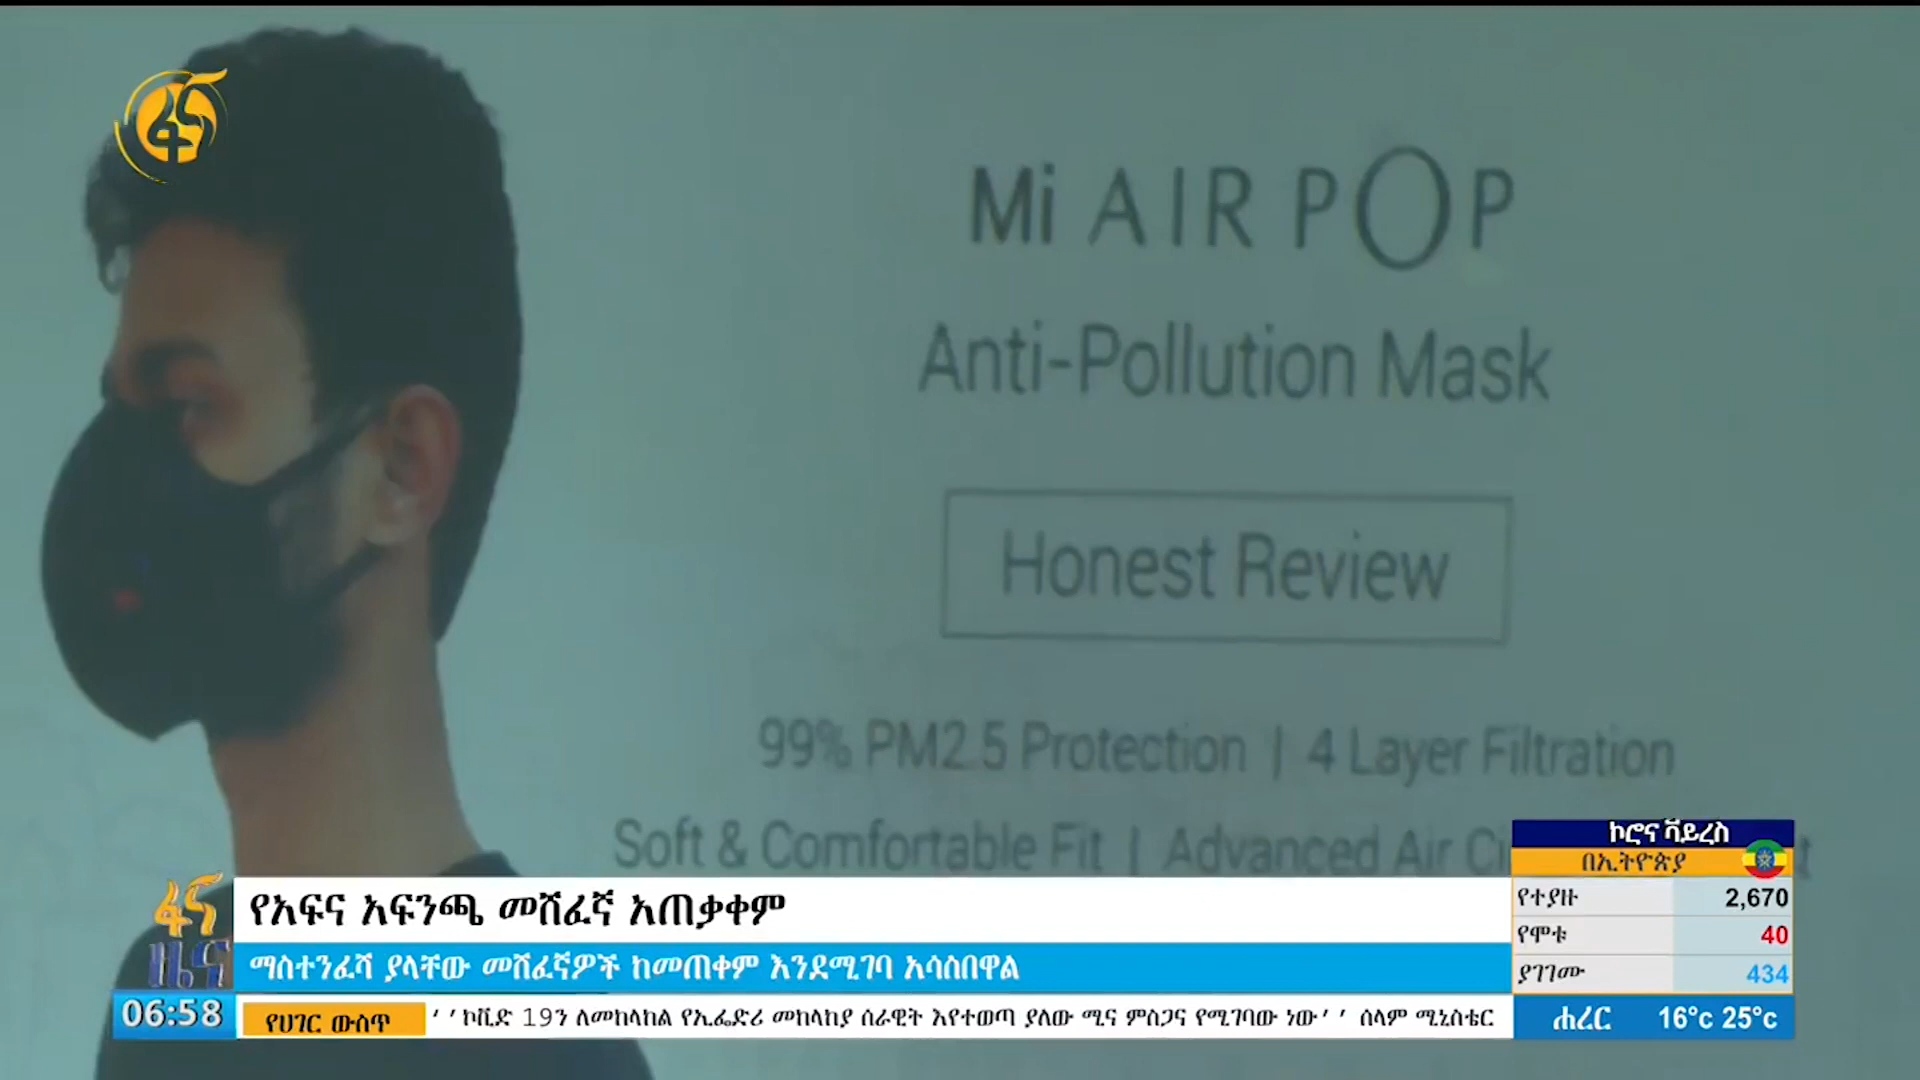 ፋና
Mi AIR POP
Anti-Pollution Mask
Honest Review
99% PM2.5 Protection | 4 Layer Filtration
Soft & Comfortable Fit | Advanced Air
ኮሮና ቫይረስ
በኢትዮጵያ
የተያዙ 2,670
የሞቱ 40
ያገገሙ 434
ፋና
ዜና
የአፍና አፍንጫ መሸፈኛ አጠቃቀም
ማስተንፈሻ ያላቸው መሸፈኛዎች ከመጠቀም እንደሚገባ አሳስበዋል
06:58 የሀገር ውስጥ ’’ኮቪድ 19ን ለመከላከል የኢፌድሪ መከላከያ ሰራዊት እየተወጣ ያለው ሚና ምስጋና የሚገባው ነው’’ ሰላም ሚኒስቴር ሐረር 16°c 25°c